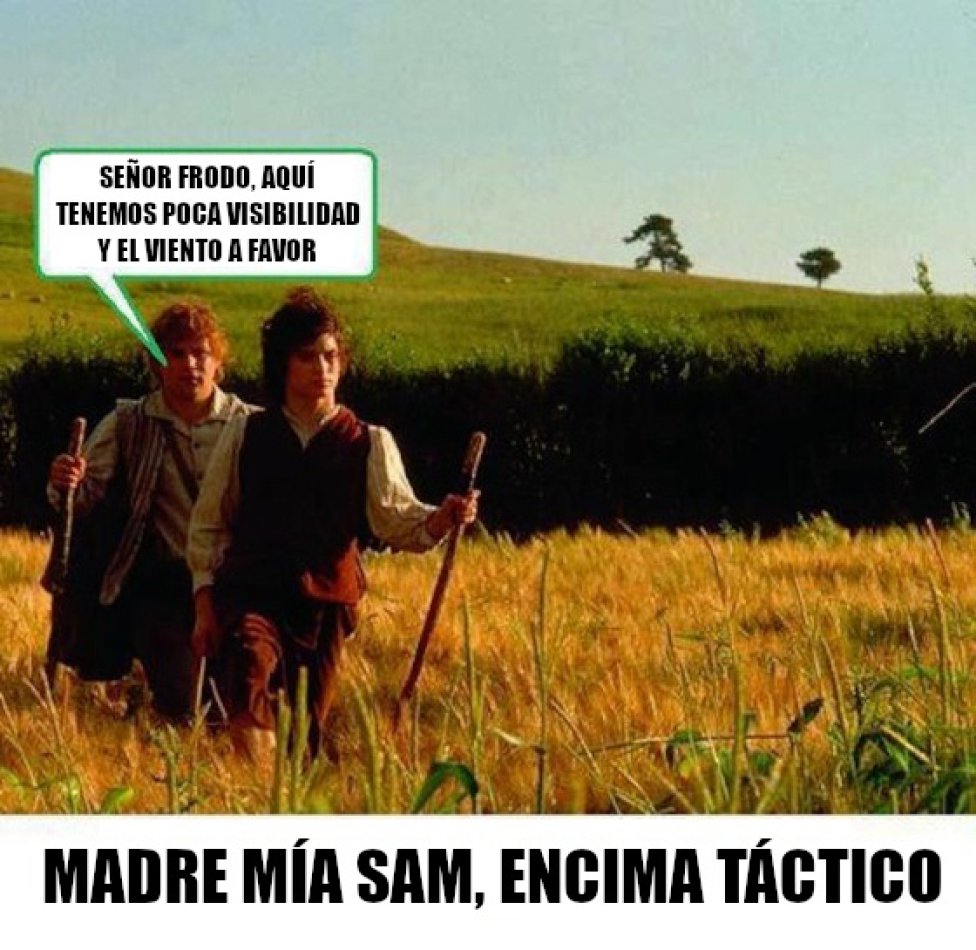 SEÑOR FRODO, AQUÍ
TENEMOS POCA VISIBILIDAD
Y EL VIENTO A FAVOR
MADRE MÍA SAM, ENCIMA TÁCTICO